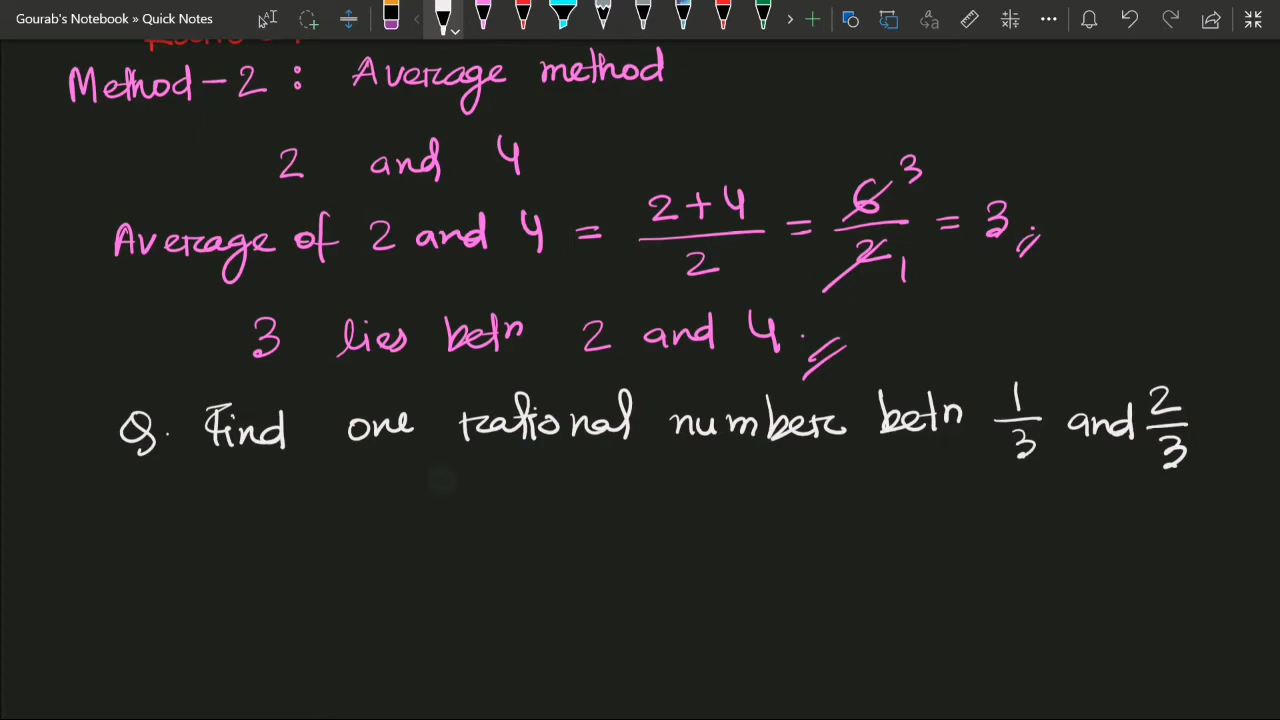 Gourab's Notebook » Quick Notes
Method-2 : Average method
2 and 4
Average of 2 and 4 = (2+4)/2 = 6/2 3 1 = 3
3 lies betn 2 and 4.
Q. Find one rational number betn 1/3 and 2/3